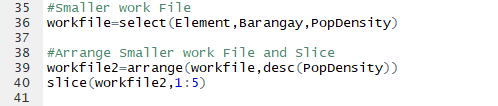 35 #Smaller work File
36 workfile=select(Element,Barangay,PopDensity)
37
38 #Arrange Smaller work File and Slice
39 workfile2=arrange(workfile,desc(PopDensity))
40 slice(workfile2,1:5)
41